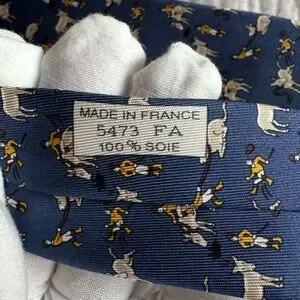 MADE IN FRANCE
5473 FA
100% SOIE